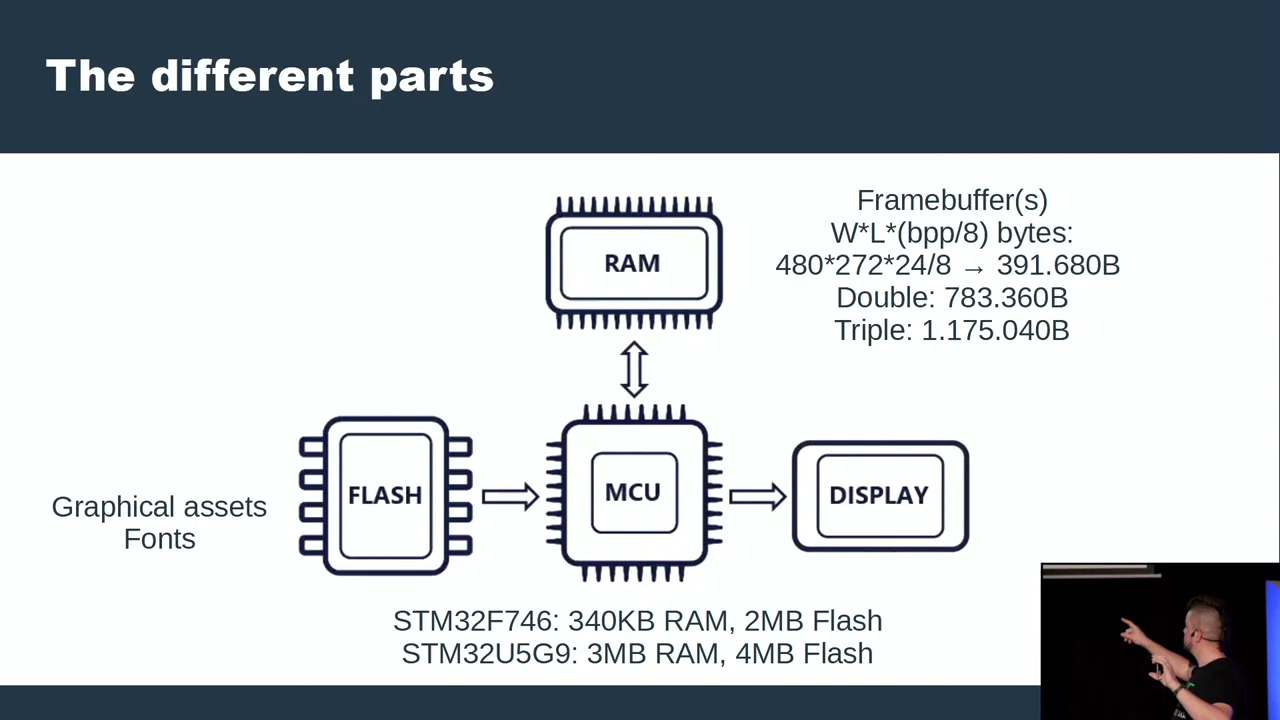 The different parts
RAM
Framebuffer(s)
W*L*(bpp/8) bytes:
480*272*24/8 → 391.680B
Double: 783.360B
Triple: 1.175.040B
Graphical assets
Fonts
FLASH
MCU
DISPLAY
STM32F746: 340KB RAM, 2MB Flash
STM32U5G9: 3MB RAM, 4MB Flash